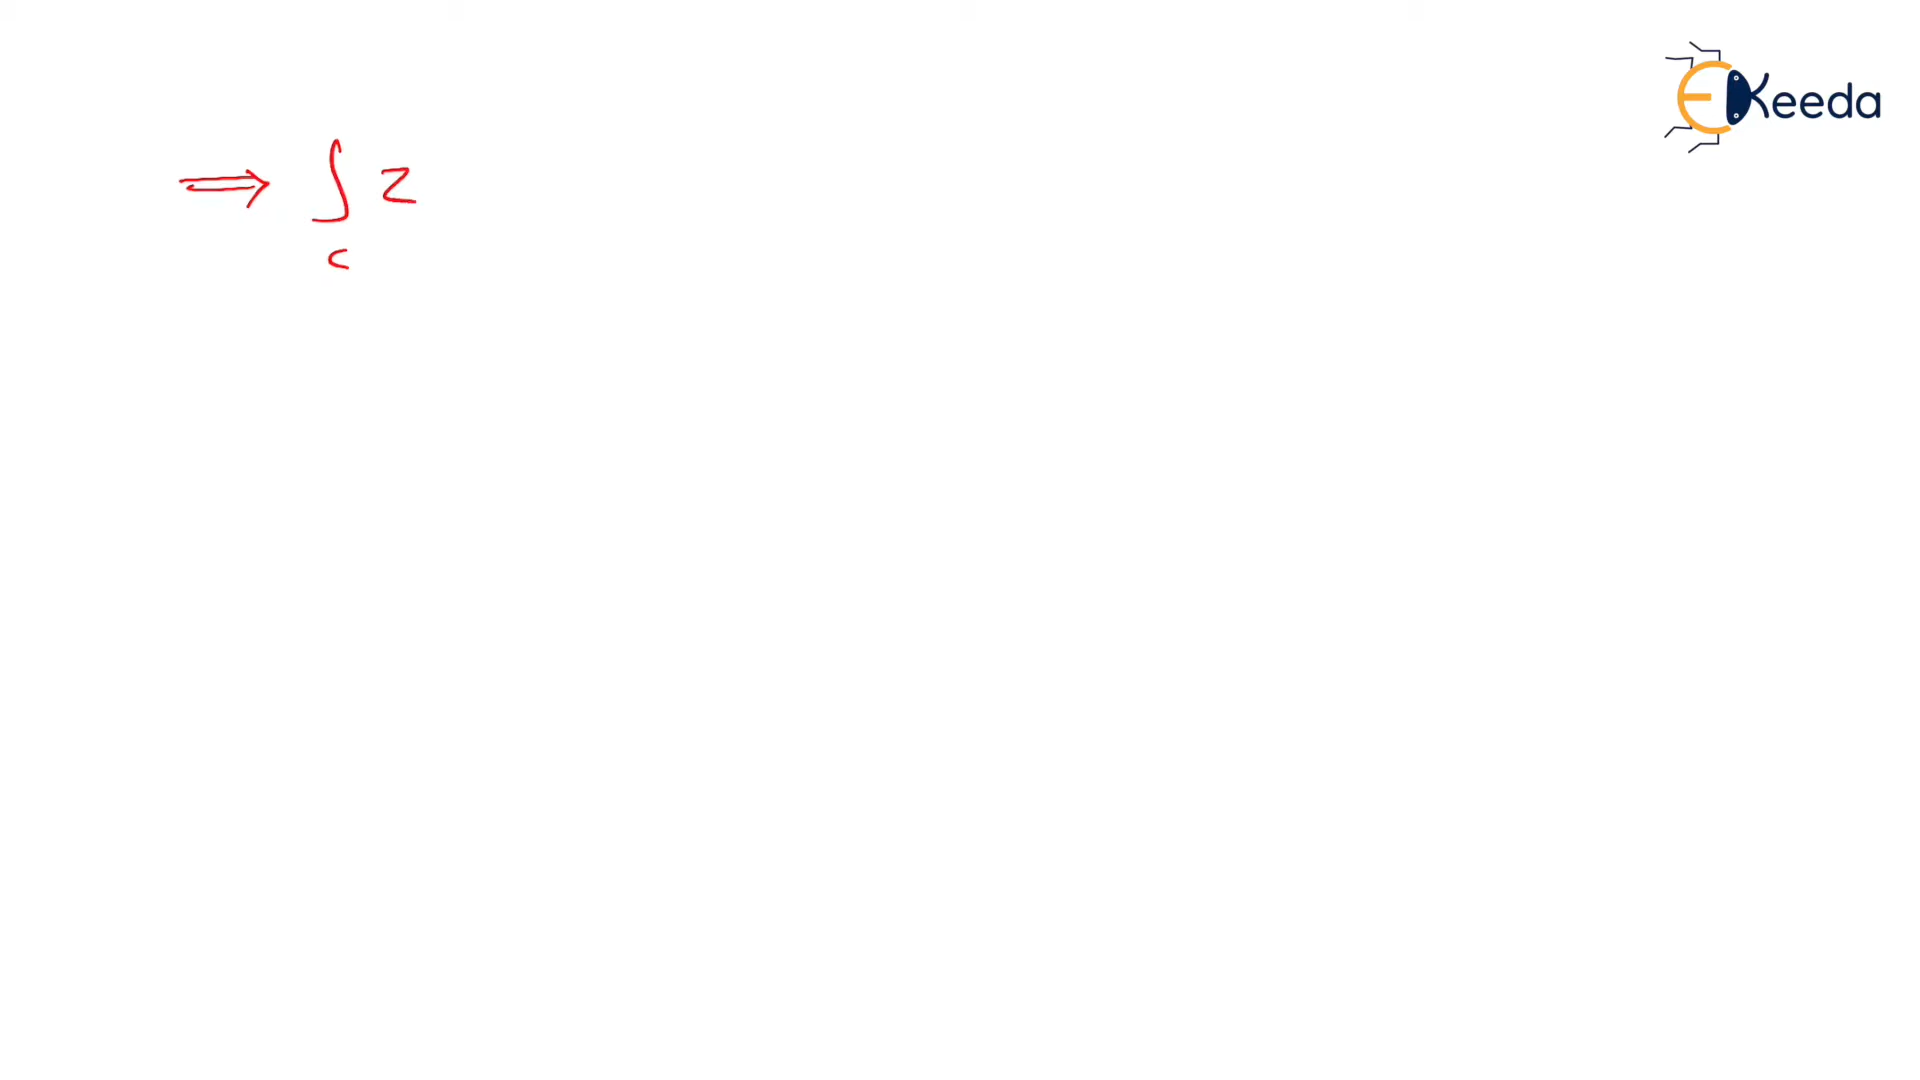 EKeeda
⟹ ∫ z
c